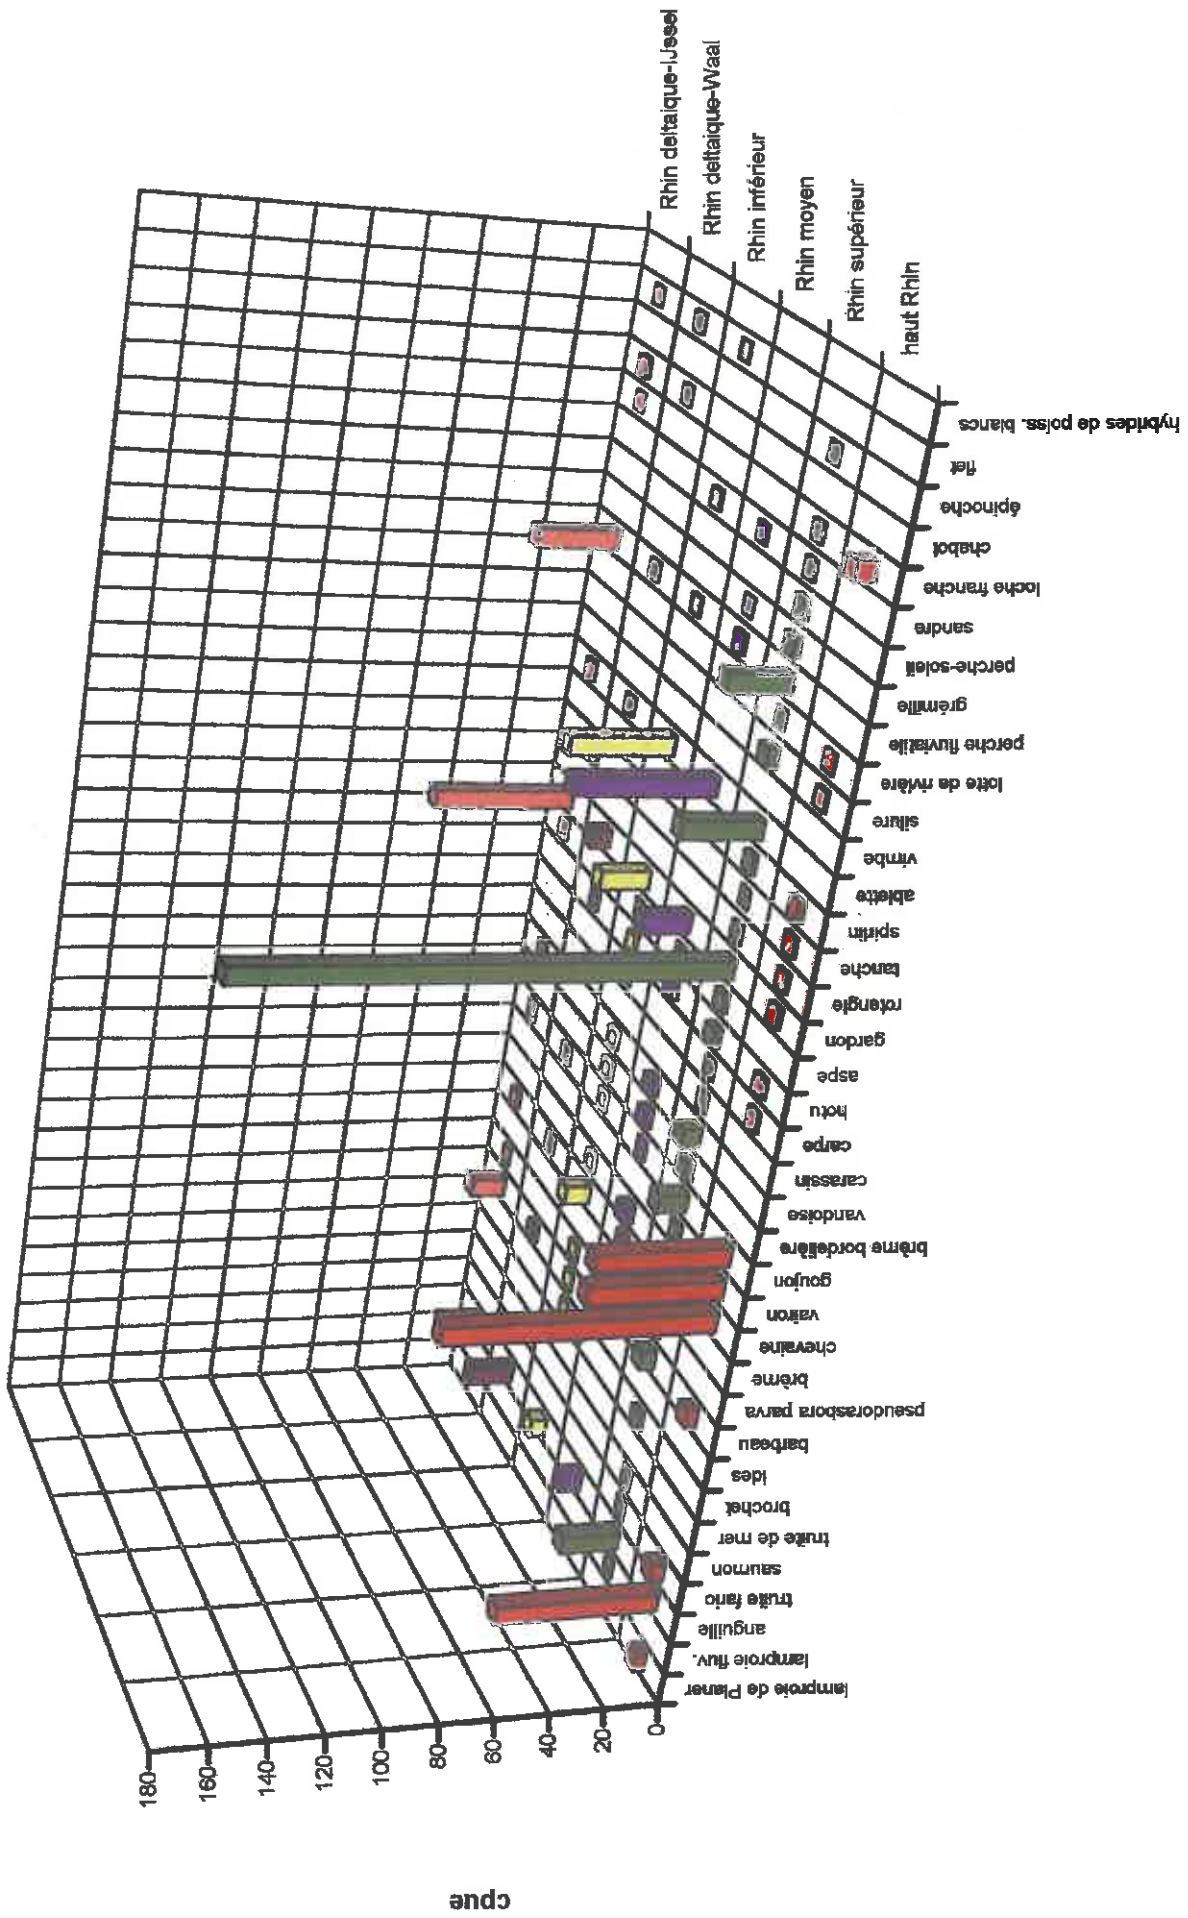 cpue
180
160
140
120
100
80
60
40
20
0
lamproie de Planer
lamproie fluv.
anguille
truite fario
saumon
truite de mer
brochet
ides
barbeau
pseudorasbora parva
brème
chevaine
vairon
goujon
brème bordelière
vandoise
carassin
carpe
hotu
aspe
gardon
rotengle
tanche
spirlin
ablette
vimbe
silure
lotte de rivière
perche fluviatile
grémille
perche-soleil
sandre
loche franche
chabot
épinoche
flet
hybrides de poiss. blancs
haut Rhin
Rhin supérieur
Rhin moyen
Rhin inférieur
Rhin deltaique-Waal
Rhin deltaique-IJssel